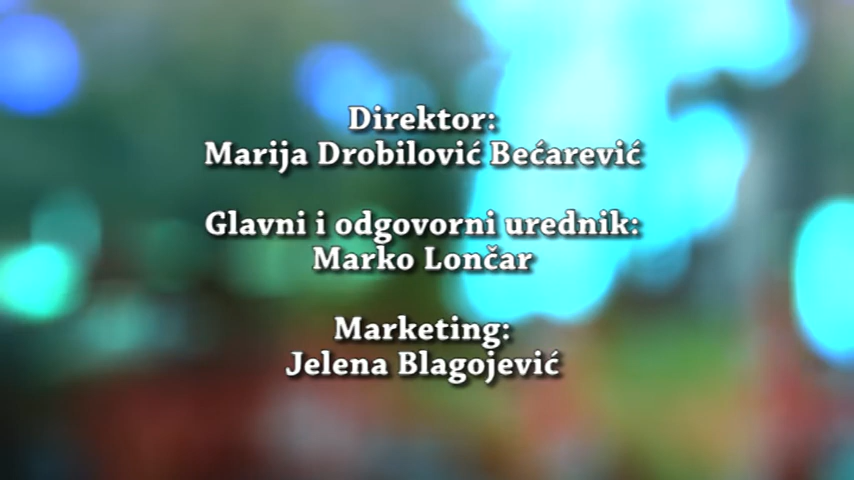 Direktor:
Marija Drobilović Bećarević
Glavni i odgovorni urednik:
Marko Lončar
Marketing:
Jelena Blagojević